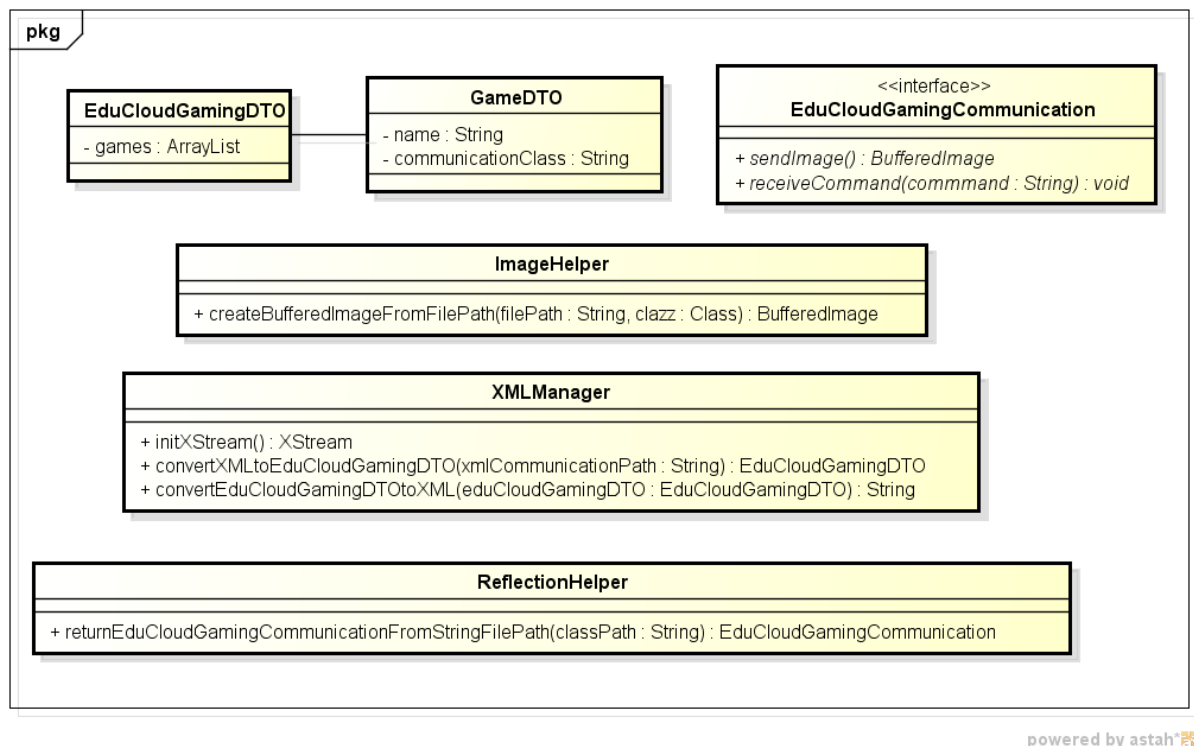 pkg
EduCloudGamingDTO
- games : ArrayList
GameDTO
- name : String
- communicationClass : String
<<interface>>
EduCloudGamingCommunication
+ sendImage() : BufferedImage
+ receiveCommand(commmand : String) : void
ImageHelper
+ createBufferedImageFromFilePath(filePath : String, clazz : Class) : BufferedImage
XMLManager
+ initXStream() : XStream
+ convertXMLtoEduCloudGamingDTO(xmlCommunicationPath : String) : EduCloudGamingDTO
+ convertEduCloudGamingDTOtoXML(eduCloudGamingDTO : EduCloudGamingDTO) : String
ReflectionHelper
+ returnEduCloudGamingCommunicationFromStringFilePath(classPath : String) : EduCloudGamingCommunication
powered by astah*